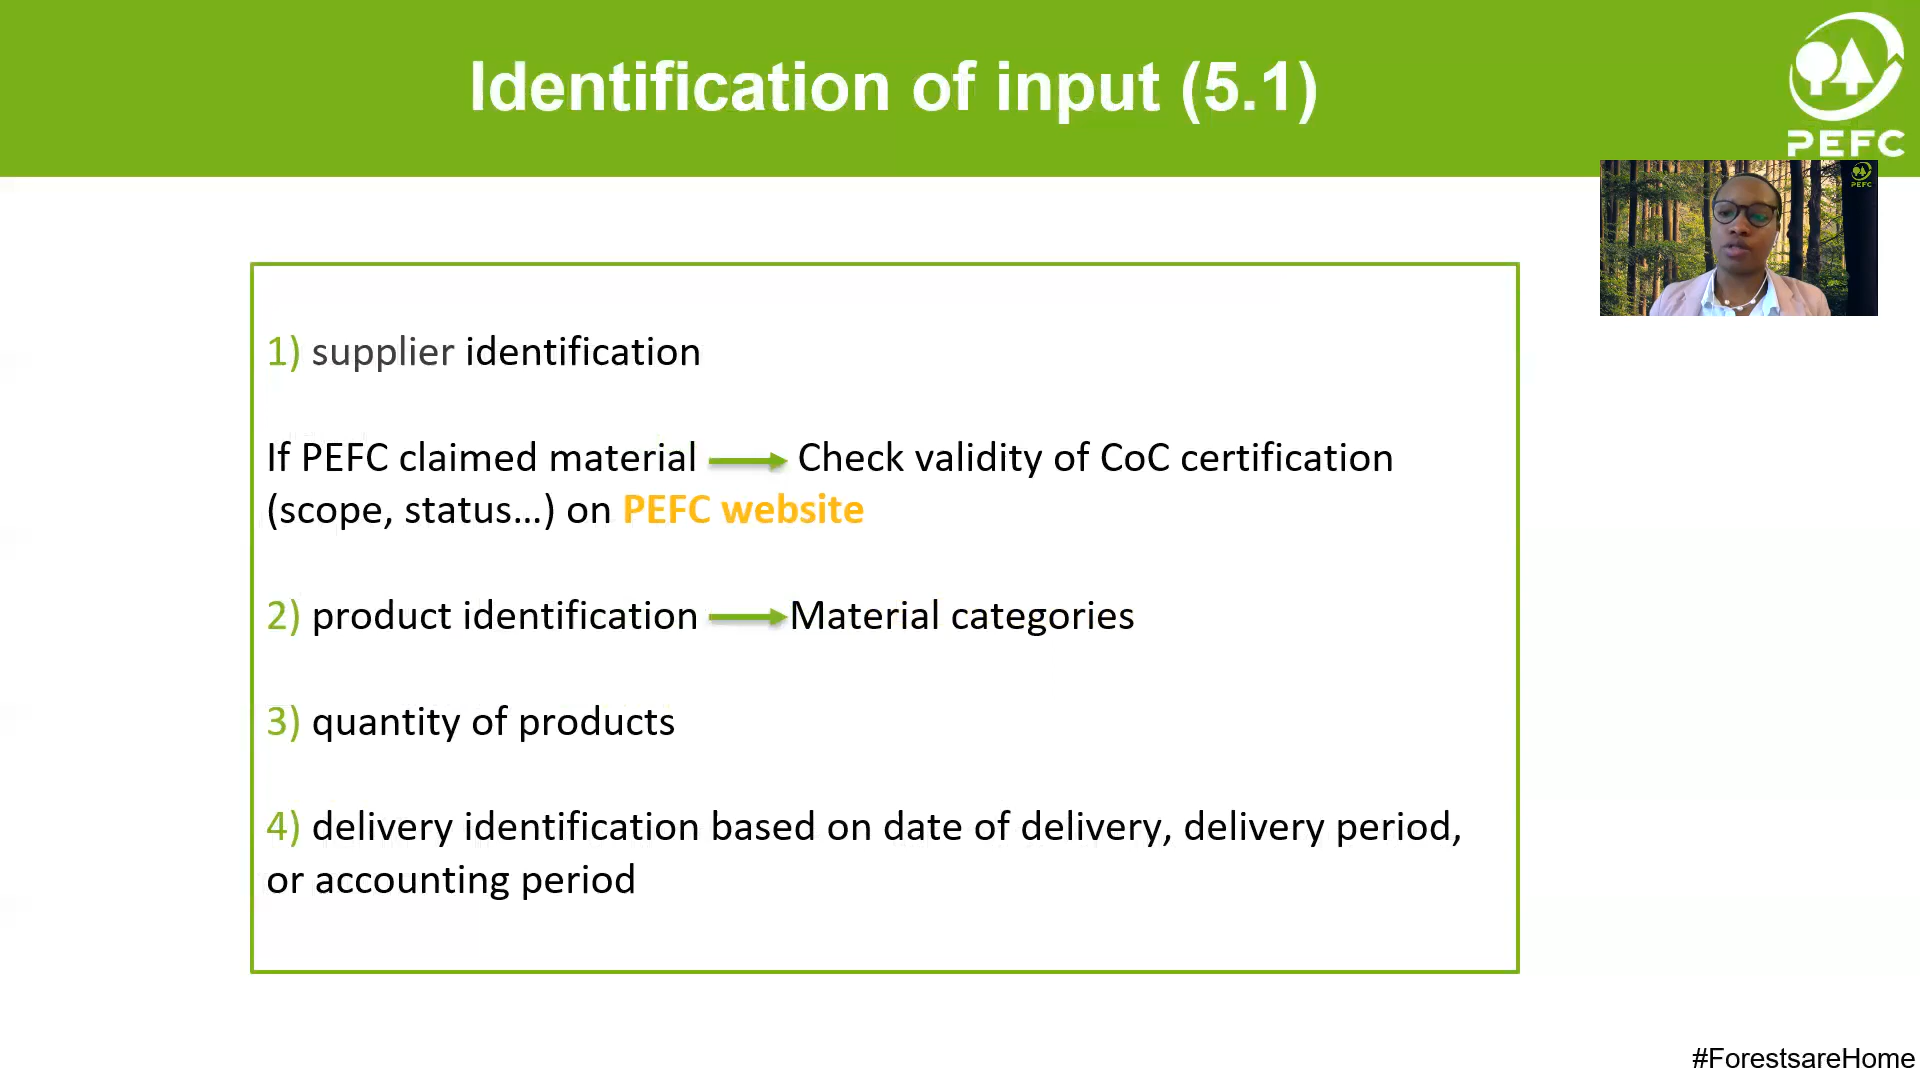 Identification of input (5.1)
PEFC
PEFC
1) supplier identification
If PEFC claimed material Check validity of CoC certification
(scope, status...) on PEFC website
2) product identification Material categories
3) quantity of products
4) delivery identification based on date of delivery, delivery period,
or accounting period
#ForestsareHome